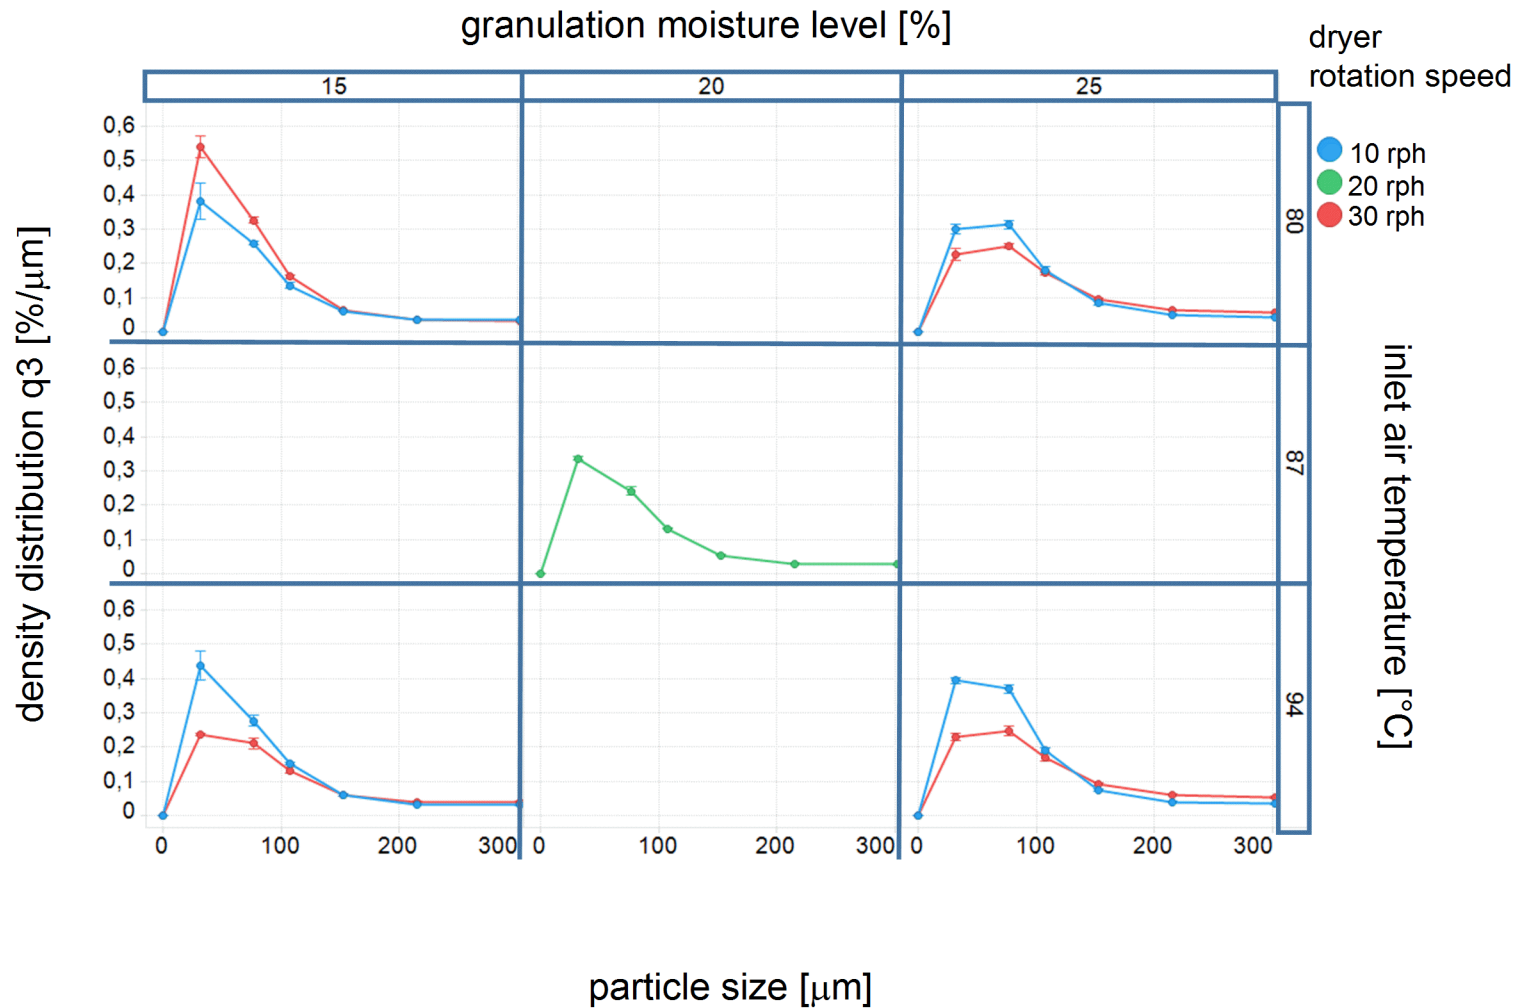 granulation moisture level [%]
dryer
rotation speed
15
20
25
10 rph
20 rph
30 rph
density distribution q3 [%/µm]
0,6
0,5
0,4
0,3
0,2
0,1
0
80
0,6
0,5
0,4
0,3
0,2
0,1
0
87
0,6
0,5
0,4
0,3
0,2
0,1
0
94
inlet air temperature [°C]
0 100 200 300 0 100 200 300 0 100 200 300
particle size [µm]